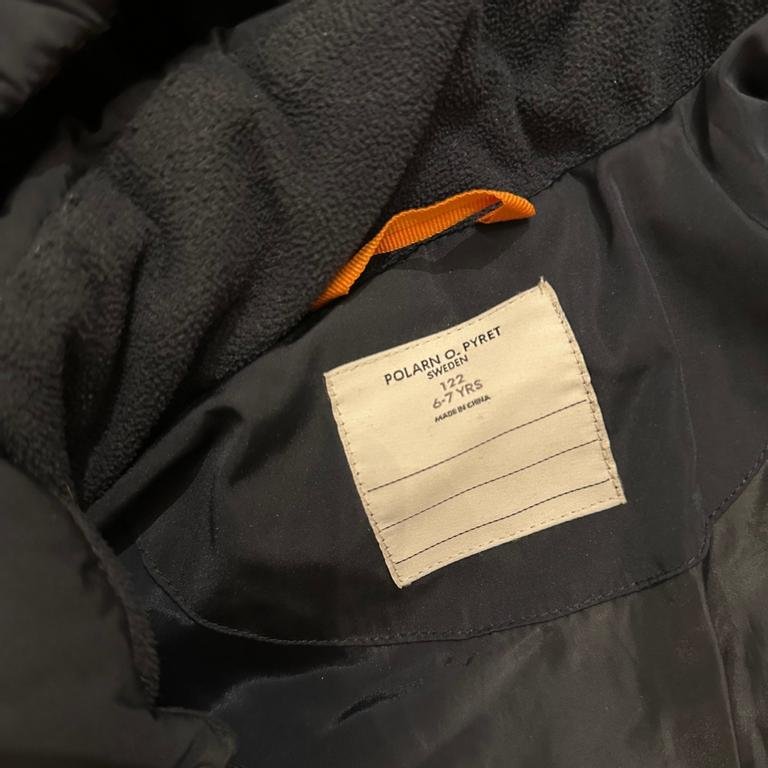 POLARN O. PYRET
SWEDEN
122
6-7 YRS
MADE IN CHINA